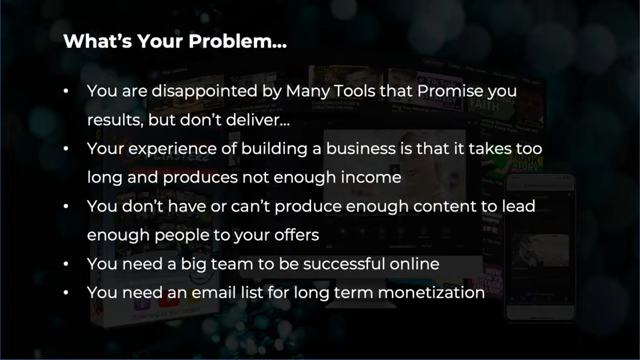 What's Your Problem...
• You are disappointed by Many Tools that Promise you
results, but don't deliver...
• Your experience of building a business is that it takes too
long and produces not enough income
• You don't have or can't produce enough content to lead
enough people to your offers
• You need a big team to be successful online
• You need an email list for long term monetization